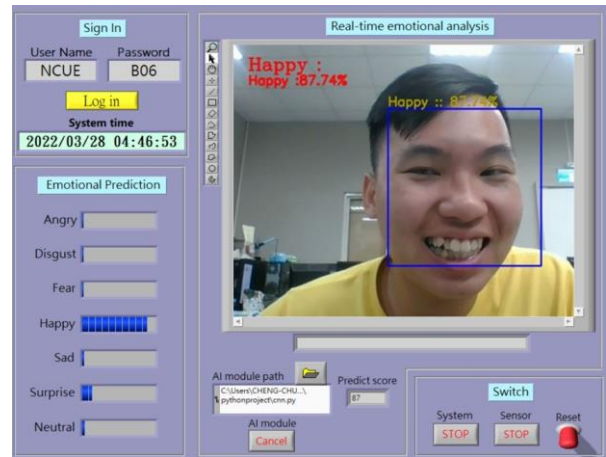 Sign In
User Name
Password
NCUE
B06
Log in
System time
2022/03/28 04:46:53
Emotional Prediction
Angry
Disgust
Fear
Happy
Sad
Surprise
Neutral
Real-time emotional analysis
Happy :
Happy :87.74%
Happy :: 87.74%
AI module path
C:\Users\CHENG-CHU...\
pythonproject\cnn.py
Predict score
87
AI module
Cancel
Switch
System
Sensor
Reset
STOP
STOP